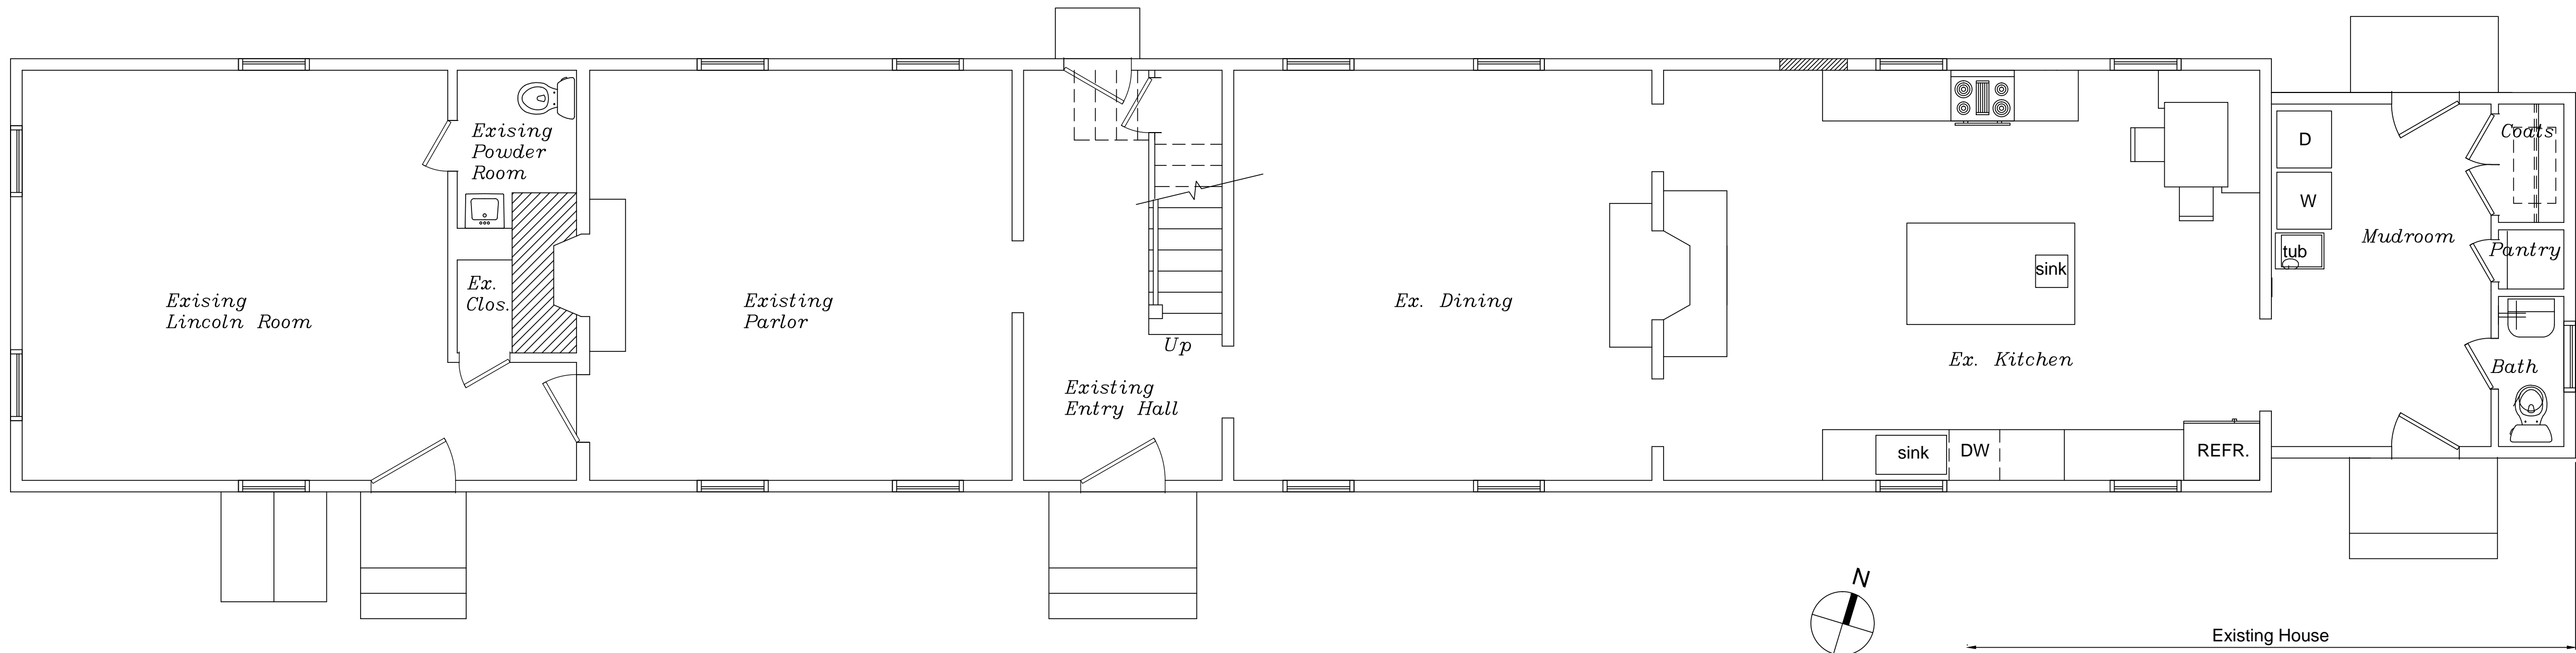 Exising
Powder
Room
Ex.
Clos.
Exising
Lincoln Room
Existing
Parlor
Up
Existing
Entry Hall
Ex. Dining
sink
Ex. Kitchen
sink
DW
REFR.
D
W
tub
Mudroom
Coats
Pantry
Bath
N
Existing House